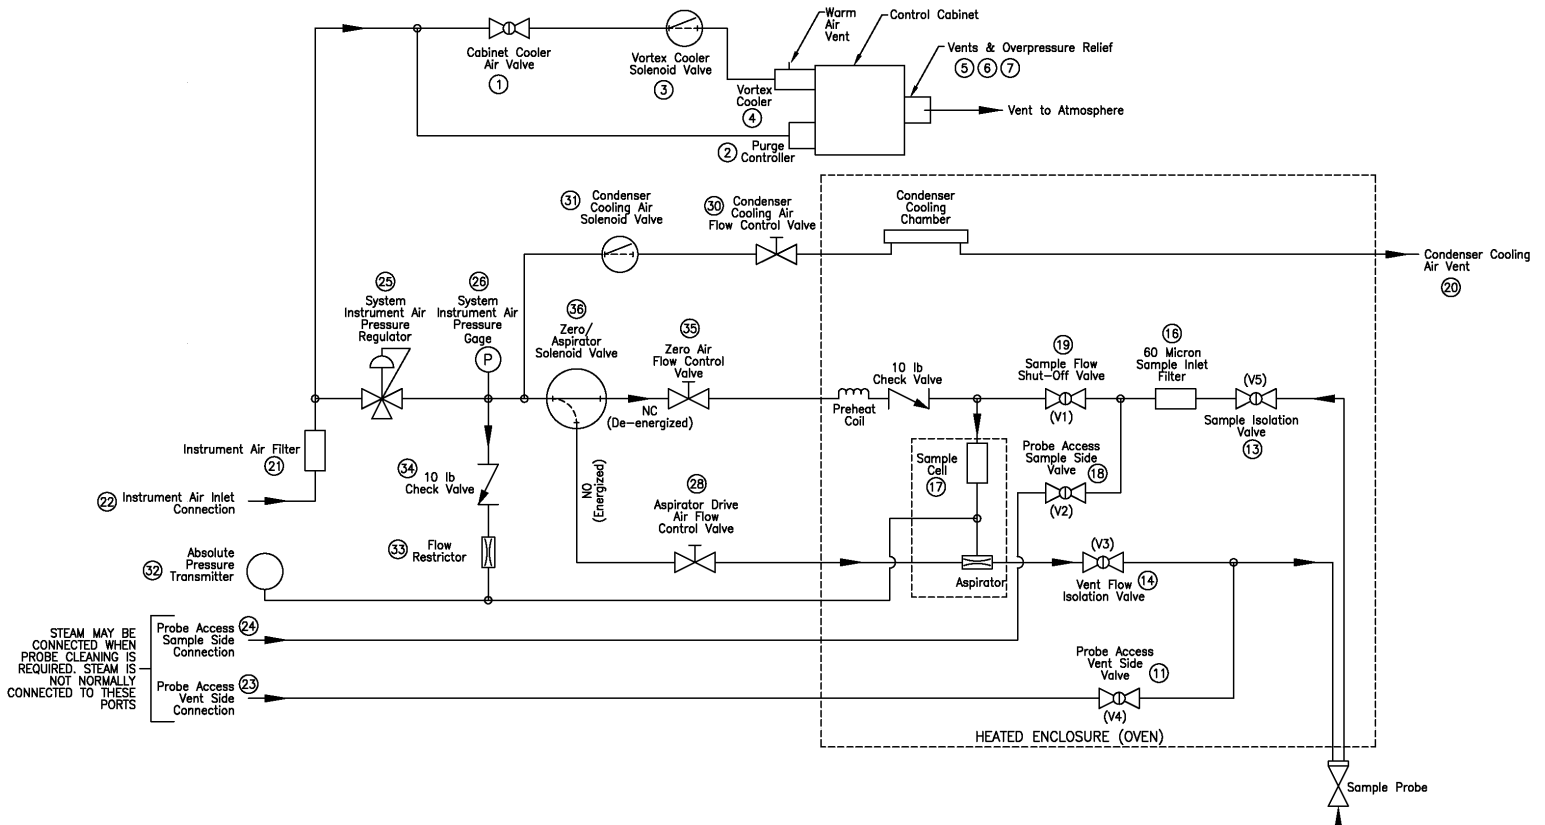 Warm
Air
Vent
Control Cabinet
Vents & Overpressure Relief
5 6 7
Cabinet Cooler
Air Valve
1
Vortex Cooler
Solenoid Valve
3
Vortex
Cooler
4
Vent to Atmosphere
2 Purge
Controller
31 Condenser
Cooling Air
Solenoid Valve
30 Condenser
Cooling Air
Flow Control Valve
Condenser
Cooling
Chamber
Condenser Cooling
Air Vent
20
25
System
Instrument Air
Pressure
Regulator
26
System
Instrument Air
Pressure
Gage
P
36
Zero/
Aspirator
Solenoid Valve
35
Zero Air
Flow Control
Valve
NC
(De-energized)
NO
(Energized)
Preheat
Coil
10 lb
Check Valve
19
Sample Flow
Shut-Off Valve
(V1)
16
60 Micron
Sample Inlet
Filter
(V5)
Sample Isolation
Valve
13
Instrument Air Filter
21
22 Instrument Air Inlet
Connection
34 10 lb
Check Valve
33 Flow
Restrictor
28
Aspirator Drive
Air Flow
Control Valve
Sample
Cell
17
Probe Access
Sample Side
Valve 18
(V2)
Aspirator
(V3)
Vent Flow 14
Isolation Valve
32 Absolute
Pressure
Transmitter
STEAM MAY BE
CONNECTED WHEN
PROBE CLEANING IS
REQUIRED. STEAM IS
NOT NORMALLY
CONNECTED TO THESE
PORTS
Probe Access 24
Sample Side
Connection
Probe Access 23
Vent Side
Connection
Probe Access
Vent Side
Valve 11
(V4)
HEATED ENCLOSURE (OVEN)
Sample Probe